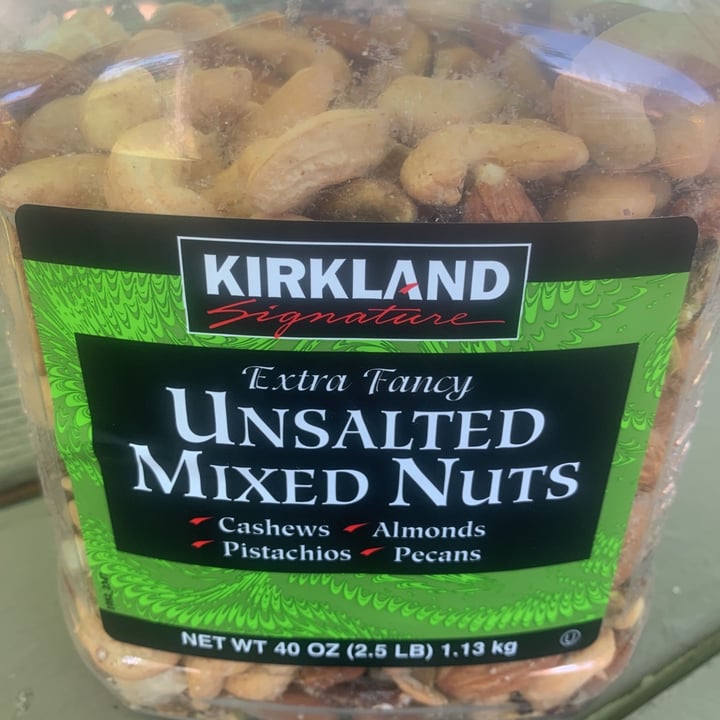 KIRKLAND
Signature
Extra Fancy
UNSALTED
MIXED NUTS
Cashews Almonds
Pistachios Pecans
NET WT 40 OZ (2.5 LB) 1.13 kg
U